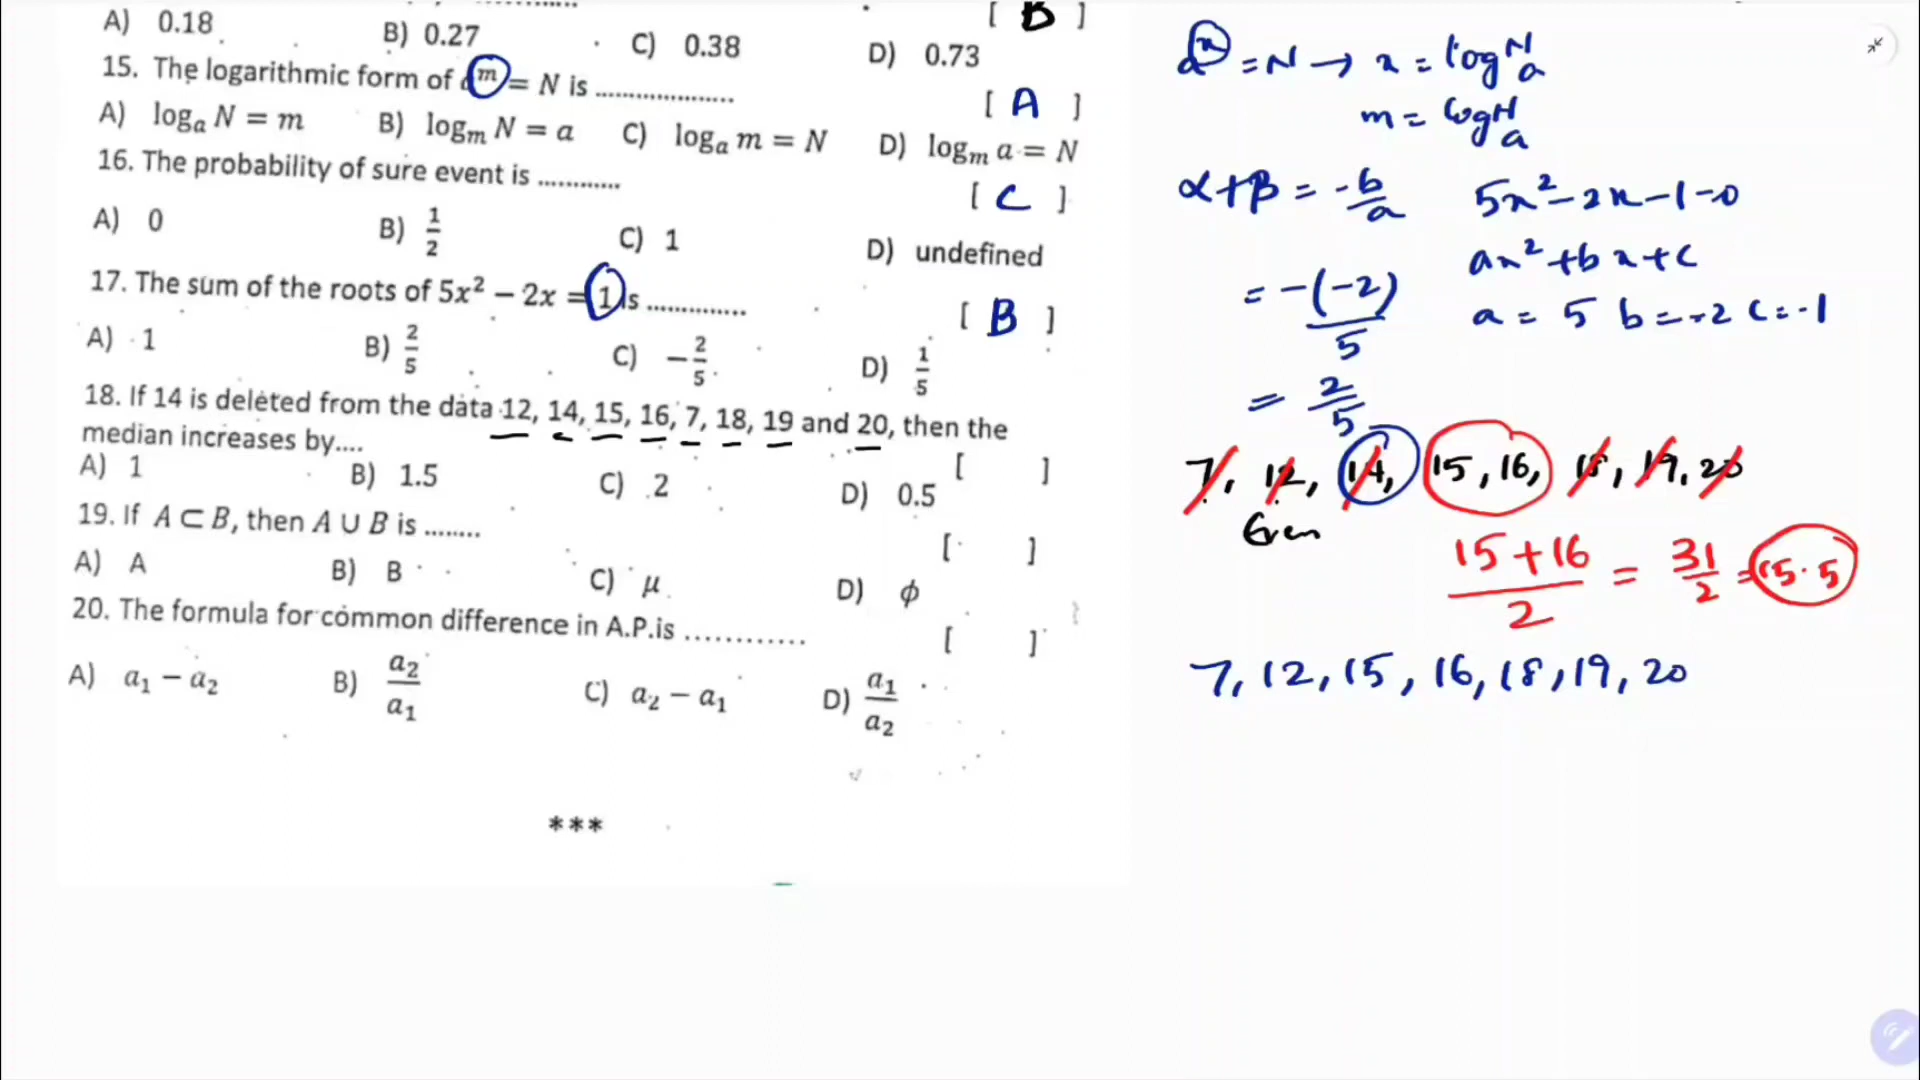 [ B ]
A) 0.18 B) 0.27 C) 0.38 D) 0.73
15. The logarithmic form of a^m = N is ....................
[ A ]
A) logₐ N = m B) logₘ N = a C) logₐ m = N D) logₘ a = N
16. The probability of sure event is ............
[ C ]
A) 0 B) 1/2 C) 1 D) undefined
17. The sum of the roots of 5x² − 2x = 1 is ..............
[ B ]
A) 1 B) 2/5 C) −2/5 D) 1/5
18. If 14 is deleted from the data 12, 14, 15, 16, 7, 18, 19 and 20, then the
median increases by....
[ ]
A) 1 B) 1.5 C) 2 D) 0.5
19. If A ⊂ B, then A ∪ B is ........
[ ]
A) A B) B C) μ D) ϕ
20. The formula for common difference in A.P.is ............
[ ]
A) a₁ − a₂ B) a₂/a₁ C) a₂ − a₁ D) a₁/a₂
***
a^x = N → x = log N a
m = log N a
α+β = -b/a 5x² - 2x - 1 - 0
ax² + bx + c
= -(-2)/5 a = 5 b = -2 c = -1
= 2/5
7, 12, 14, 15, 16, 18, 19, 20
Even
15+16/2 = 31/2 = 15.5
7, 12, 15, 16, 18, 19, 20